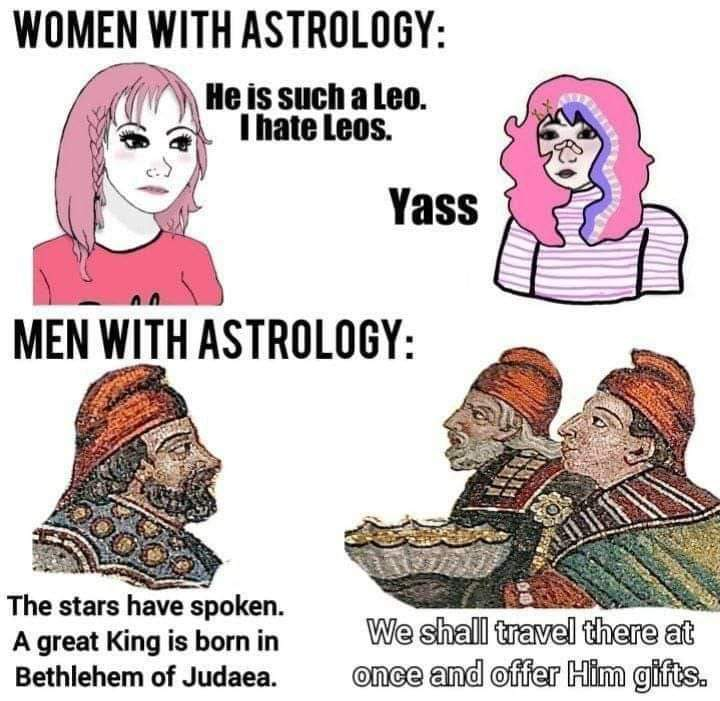 WOMEN WITH ASTROLOGY:
He is such a Leo.
I hate Leos.
Yass
MEN WITH ASTROLOGY:
The stars have spoken.
A great King is born in
Bethlehem of Judaea.
We shall travel there at
once and offer Him gifts.